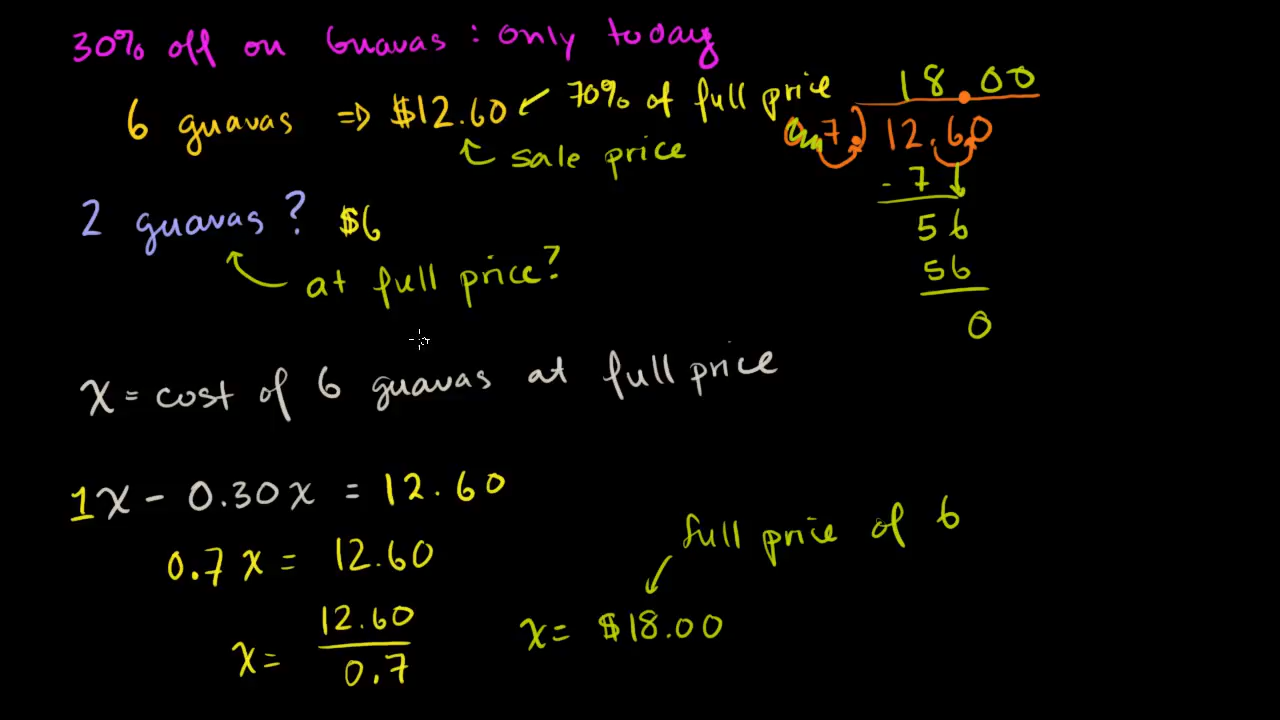 30% off on Guavas : only today
6 guavas ⇒ $12.60 ↙ 70% of full price
↖ sale price
2 guavas ? $6
↖ at full price?
18.00
0.7.)12.60
- 7
56
56
0
x = cost of 6 guavas at full price
1x - 0.30x = 12.60
0.7x = 12.60
x = 12.60/0.7
full price of 6
x = $18.00